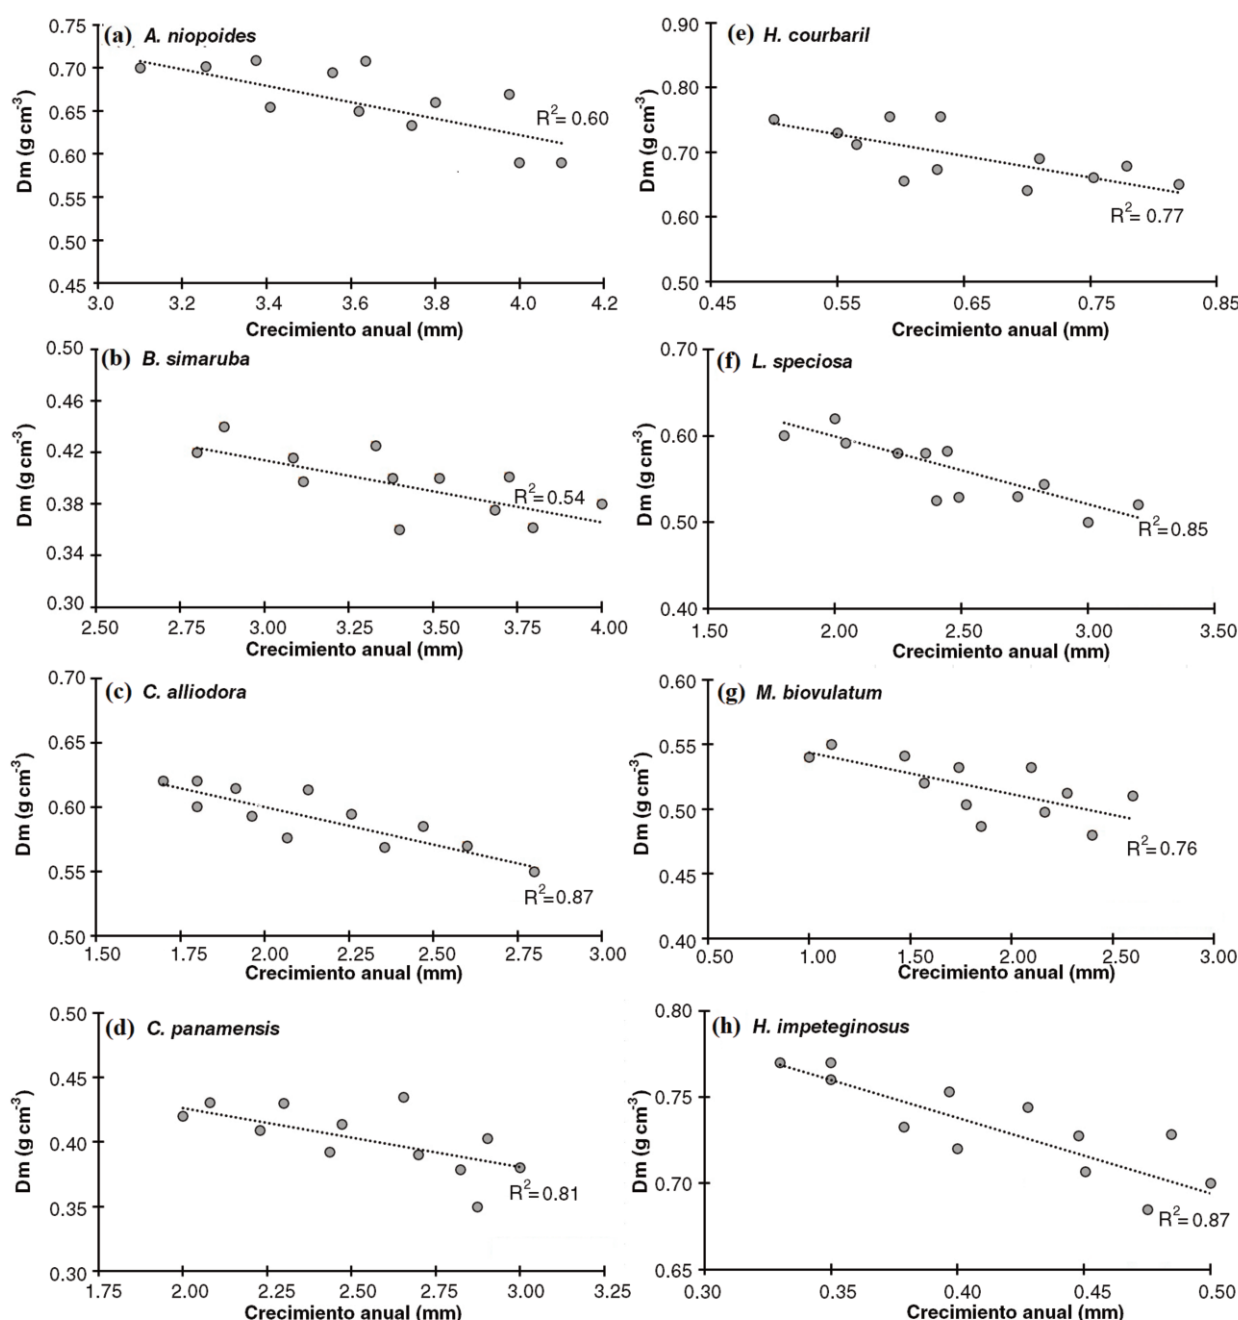 (a) A. niopoides
Dm (g cm⁻³)
0.75
0.70
0.65
0.60
0.55
0.50
0.45
R²= 0.60
3.0 3.2 3.4 3.6 3.8 4.0 4.2
Crecimiento anual (mm)
(b) B. simaruba
Dm (g cm⁻³)
0.50
0.46
0.42
0.38
0.34
0.30
R²= 0.54
2.50 2.75 3.00 3.25 3.50 3.80 4.00
Crecimiento anual (mm)
(c) C. alliodora
Dm (g cm⁻³)
0.70
0.65
0.60
0.55
0.50
R²= 0.87
1.50 1.75 2.00 2.25 2.50 2.75 3.00
Crecimiento anual (mm)
(d) C. panamensis
Dm (g cm⁻³)
0.50
0.45
0.40
0.35
0.30
R²= 0.81
1.75 2.00 2.25 2.50 2.75 3.00 3.25
Crecimiento anual (mm)
(e) H. courbaril
Dm (g cm⁻³)
0.90
0.80
0.70
0.60
0.50
R²= 0.77
0.45 0.55 0.65 0.75 0.85
Crecimiento anual (mm)
(f) L. speciosa
Dm (g cm⁻³)
0.70
0.60
0.50
0.40
R²= 0.85
1.50 2.00 2.50 3.00 3.50
Crecimiento anual (mm)
(g) M. biovulatum
Dm (g cm⁻³)
0.60
0.55
0.50
0.45
0.40
R²= 0.76
0.50 1.00 1.50 2.00 2.50 3.00
Crecimiento anual (mm)
(h) H. impeteginosus
Dm (g cm⁻³)
0.80
0.75
0.70
0.65
R²= 0.87
0.30 0.35 0.40 0.45 0.50
Crecimiento anual (mm)